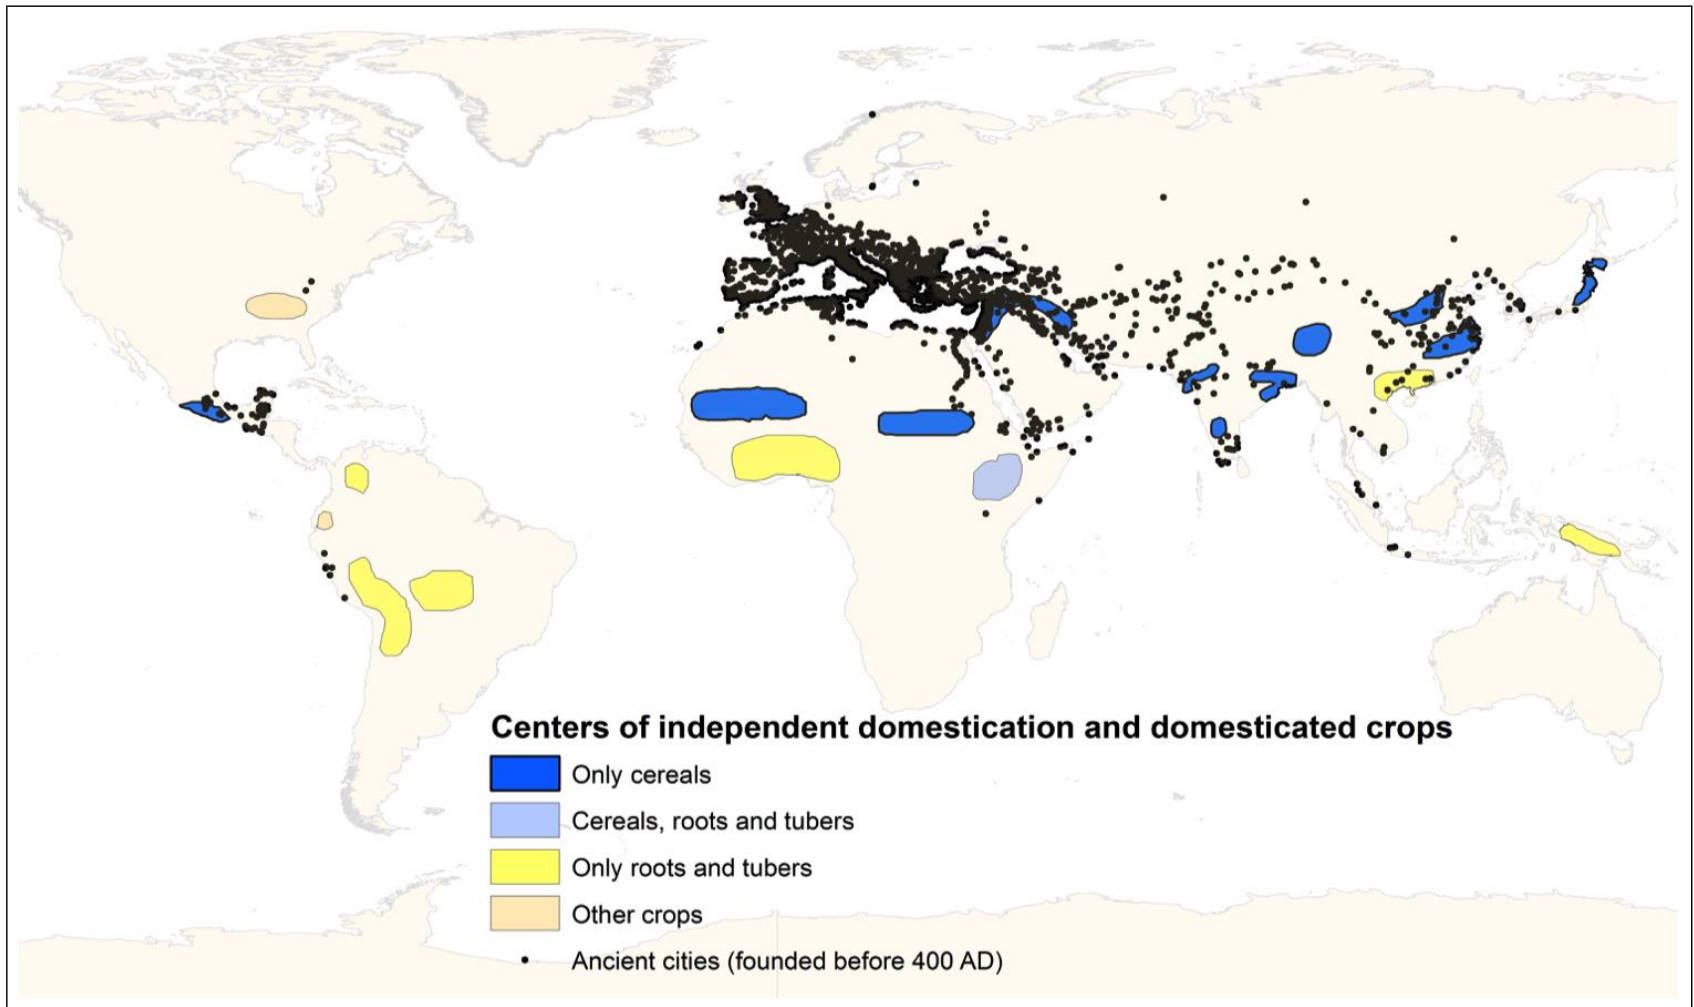 Centers of independent domestication and domesticated crops
Only cereals
Cereals, roots and tubers
Only roots and tubers
Other crops
Ancient cities (founded before 400 AD)